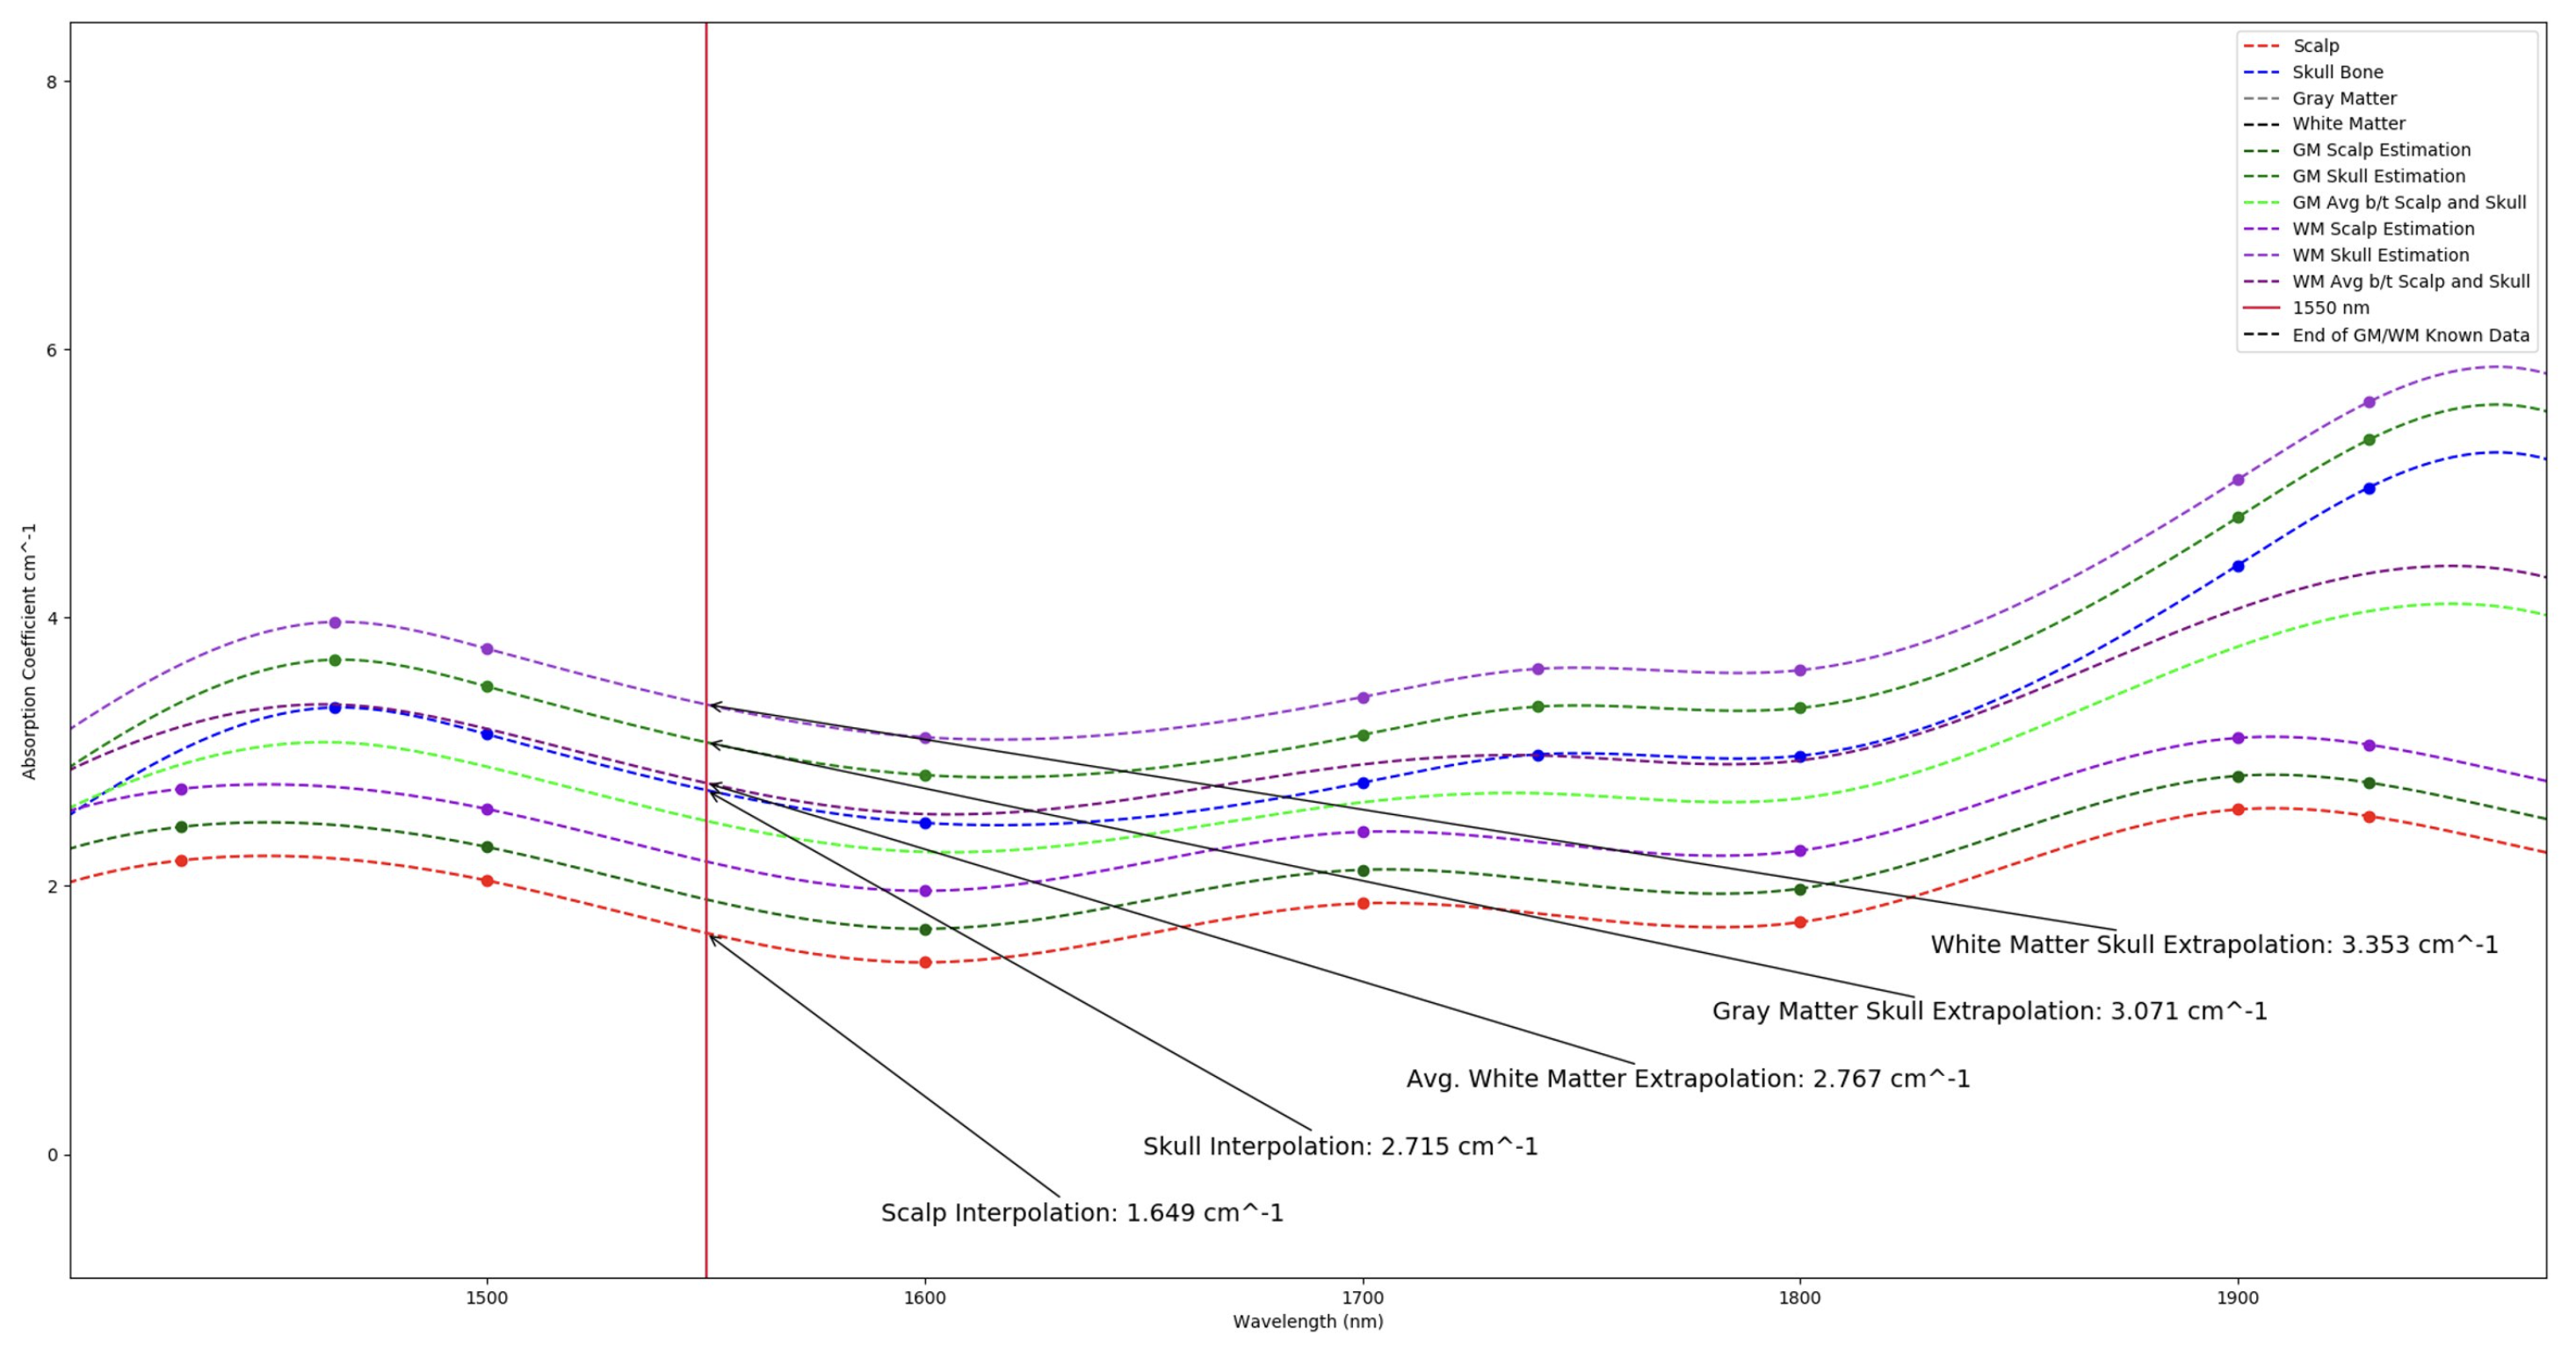 Scalp
Skull Bone
Gray Matter
White Matter
GM Scalp Estimation
GM Skull Estimation
GM Avg b/t Scalp and Skull
WM Scalp Estimation
WM Skull Estimation
WM Avg b/t Scalp and Skull
1550 nm
End of GM/WM Known Data
8
6
4
2
0
Absorption Coefficient cm^-1
White Matter Skull Extrapolation: 3.353 cm^-1
Gray Matter Skull Extrapolation: 3.071 cm^-1
Avg. White Matter Extrapolation: 2.767 cm^-1
Skull Interpolation: 2.715 cm^-1
Scalp Interpolation: 1.649 cm^-1
1500 1600 1700 1800 1900
Wavelength (nm)